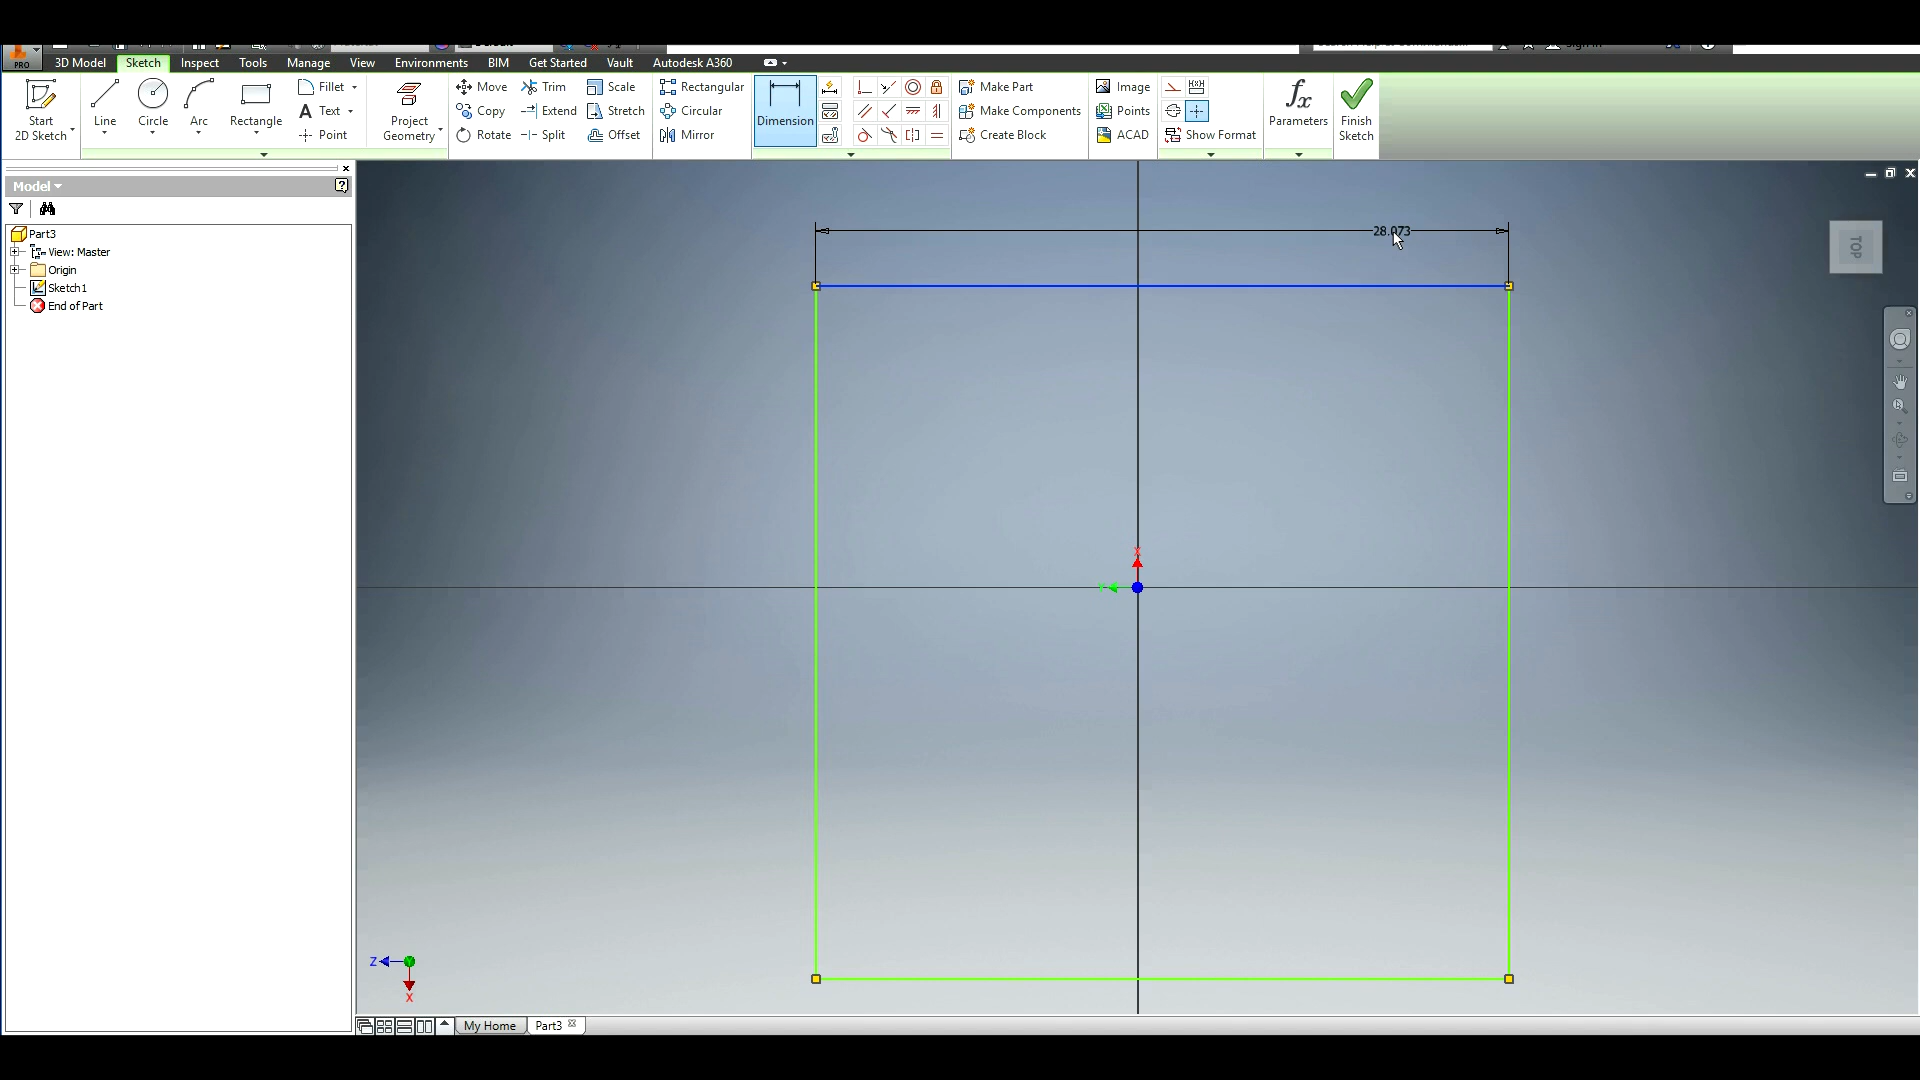 PRO
3D Model Sketch Inspect Tools Manage View Environments BIM Get Started Vault Autodesk A360
Start
2D Sketch
Line
Circle
Arc
Rectangle
Fillet
Text
Point
Project
Geometry
Move
Copy
Rotate
Trim
Extend
Split
Scale
Stretch
Offset
Rectangular
Circular
Mirror
Dimension
Make Part
Make Components
Create Block
Image
Points
ACAD
Show Format
fx
Parameters
Finish
Sketch
Model
Part3
View: Master
Origin
Sketch1
End of Part
28.073
TOP
X
Z
X
My Home
Part3